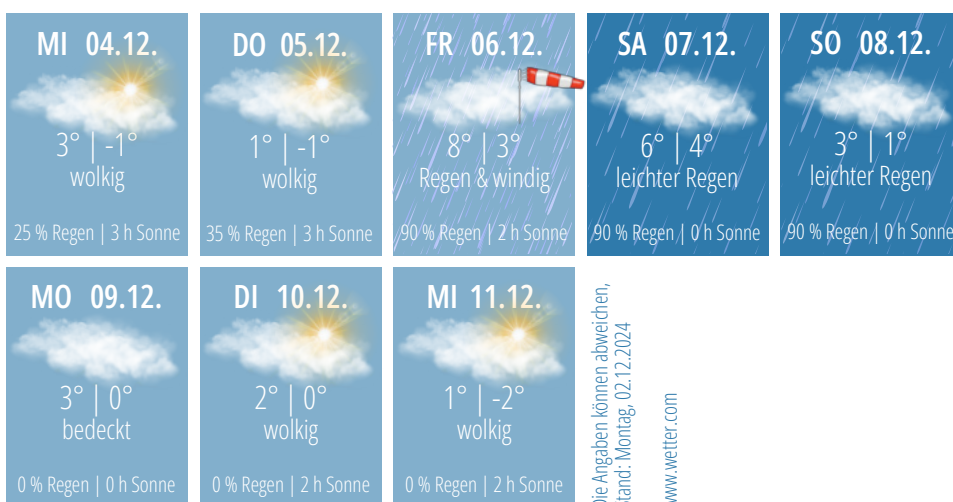 MI 04.12.
3° | -1°
wolkig
25 % Regen | 3 h Sonne
DO 05.12.
1° | -1°
wolkig
35 % Regen | 3 h Sonne
FR 06.12.
8° | 3°
Regen & windig
90 % Regen | 2 h Sonne
SA 07.12.
6° | 4°
leichter Regen
90 % Regen | 0 h Sonne
SO 08.12.
3° | 1°
leichter Regen
90 % Regen | 0 h Sonne
MO 09.12.
3° | 0°
bedeckt
0 % Regen | 0 h Sonne
DI 10.12.
2° | 0°
wolkig
0 % Regen | 2 h Sonne
MI 11.12.
1° | -2°
wolkig
0 % Regen | 2 h Sonne
Die Angaben können abweichen,
Stand: Montag, 02.12.2024
www.wetter.com